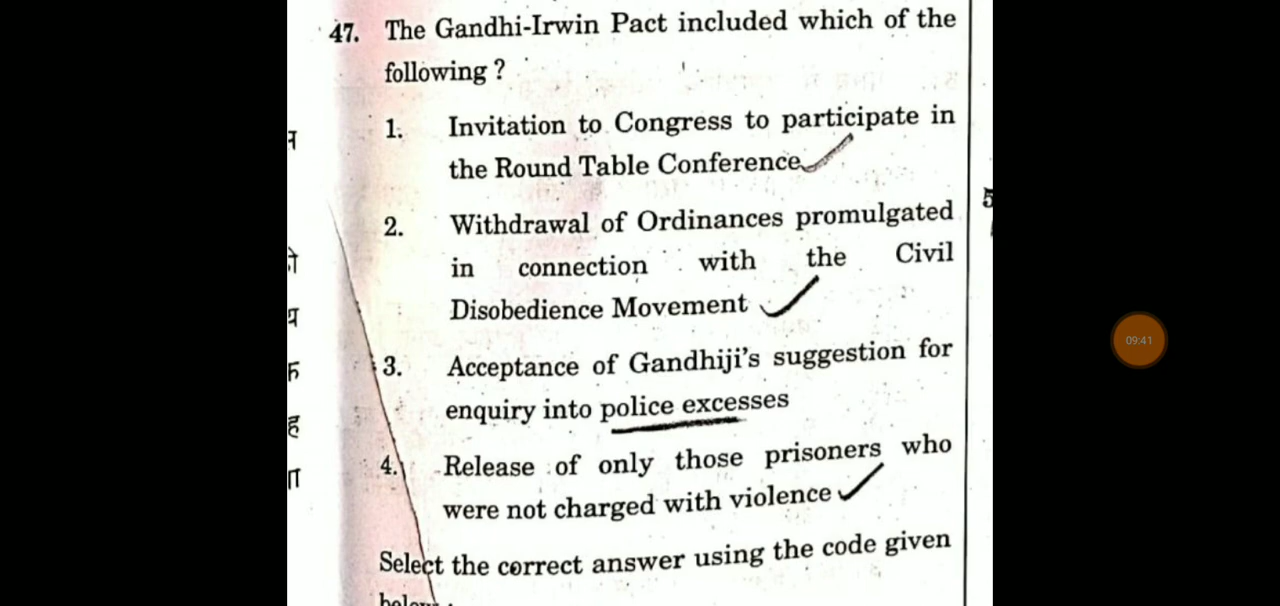 47. The Gandhi-Irwin Pact included which of the
following ?
1. Invitation to Congress to participate in
the Round Table Conference
2. Withdrawal of Ordinances promulgated
in connection with the Civil
Disobedience Movement
3. Acceptance of Gandhiji's suggestion for
enquiry into police excesses
4. Release of only those prisoners who
were not charged with violence
Select the correct answer using the code given
below :
09:41